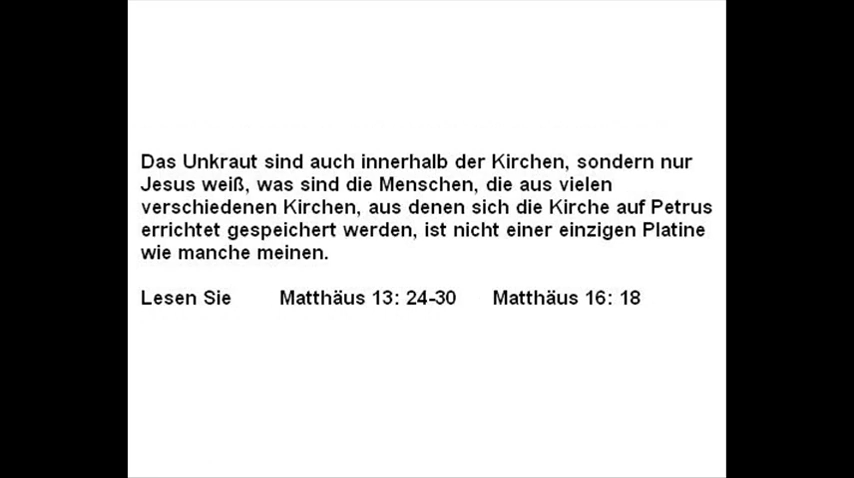 Das Unkraut sind auch innerhalb der Kirchen, sondern nur
Jesus weiß, was sind die Menschen, die aus vielen
verschiedenen Kirchen, aus denen sich die Kirche auf Petrus
errichtet gespeichert werden, ist nicht einer einzigen Platine
wie manche meinen.
Lesen Sie Matthäus 13: 24-30 Matthäus 16: 18